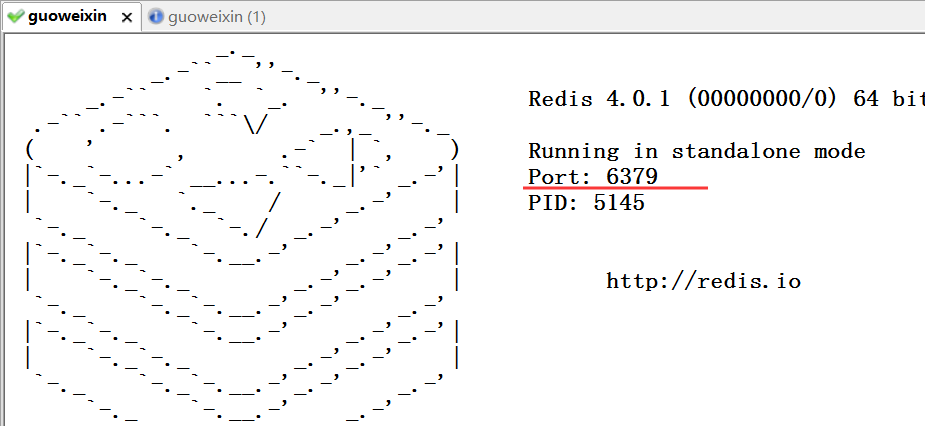 guoweixin
guoweixin (1)
Redis 4.0.1 (00000000/0) 64 bit
Running in standalone mode
Port: 6379
PID: 5145
http://redis.io